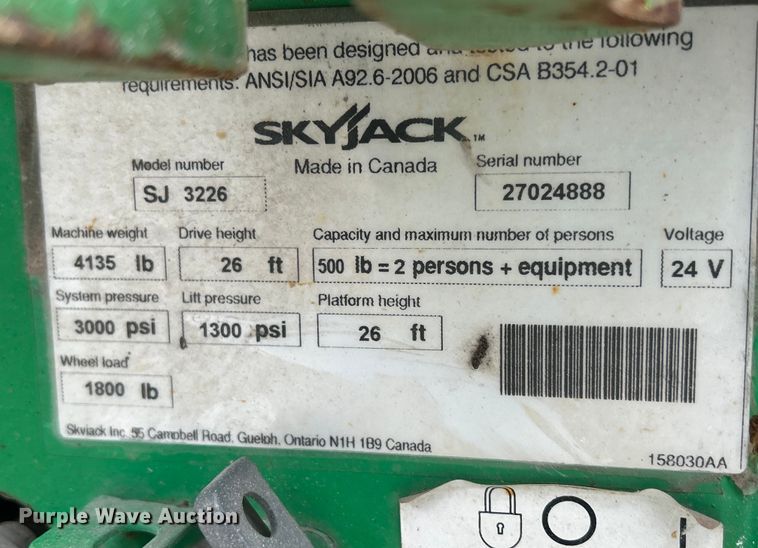 has been designed and tested to the following
requirements: ANSI/SIA A92.6-2006 and CSA B354.2-01
SKYJACK™
Made in Canada
Model number
SJ 3226
Serial number
27024888
Machine weight
4135 lb
Drive height
26 ft
Capacity and maximum number of persons
500 lb = 2 persons + equipment
Voltage
24 V
System pressure
3000 psi
Lift pressure
1300 psi
Platform height
26 ft
Wheel load
1800 lb
Skyjack Inc. 55 Campbell Road, Guelph, Ontario N1H 1B9 Canada
158030AA
Purple Wave Auction